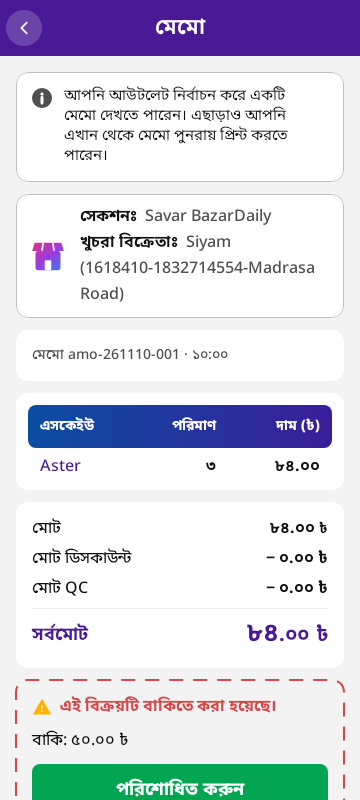 মেমো
আপনি আউটলেট নির্বাচন করে একটি
মেমো দেখতে পারেন। এছাড়াও আপনি
এখান থেকে মেমো পুনরায় প্রিন্ট করতে
পারেন।
সেকশনঃ Savar BazarDaily
খুচরা বিক্রেতাঃ Siyam
(1618410-1832714554-Madrasa
Road)
মেমো amo-261110-001 · ১০:০০
এসকেইউ পরিমাণ দাম (৳)
Aster ৩ ৮৪.০০
মোট ৮৪.০০ ৳
মোট ডিসকাউন্ট – ০.০০ ৳
মোট QC – ০.০০ ৳
সর্বমোট ৮৪.০০ ৳
এই বিক্রয়টি বাকিতে করা হয়েছে।
বাকি: ৫০.০০ ৳
পরিশোধিত করুন